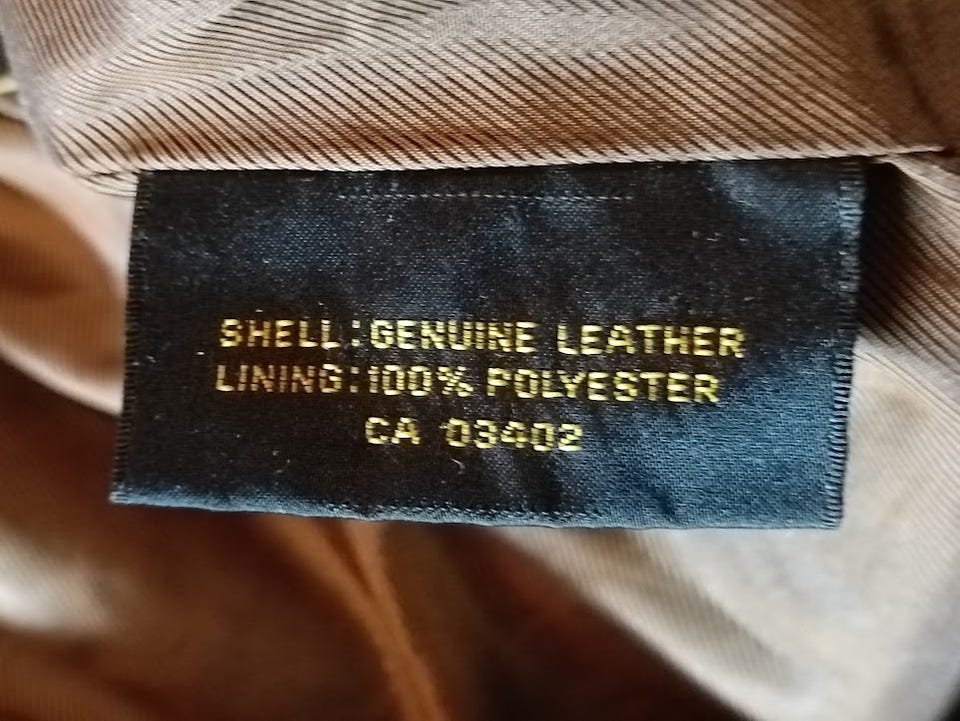 SHELL:GENUINE LEATHER
LINING:100% POLYESTER
CA 03402